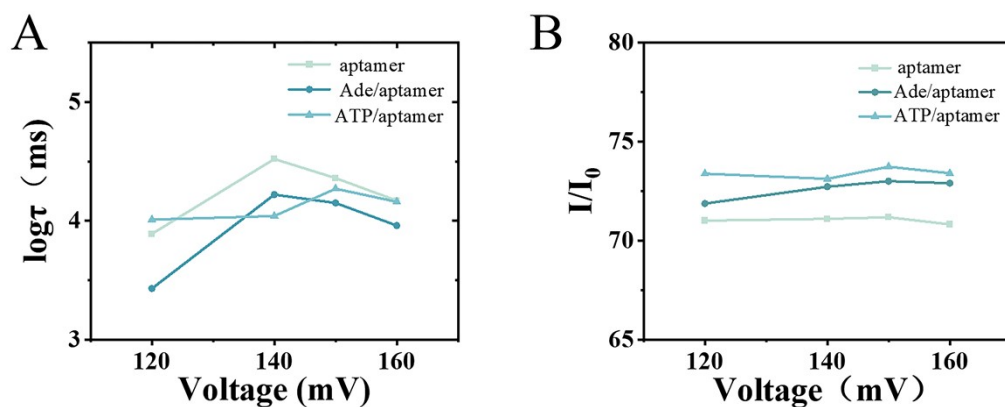 A
aptamer
Ade/aptamer
ATP/aptamer
logτ（ms）
5
4
3
120 140 160
Voltage (mV)
B
aptamer
Ade/aptamer
ATP/aptamer
I/I₀
80
75
70
65
120 140 160
Voltage（mV）